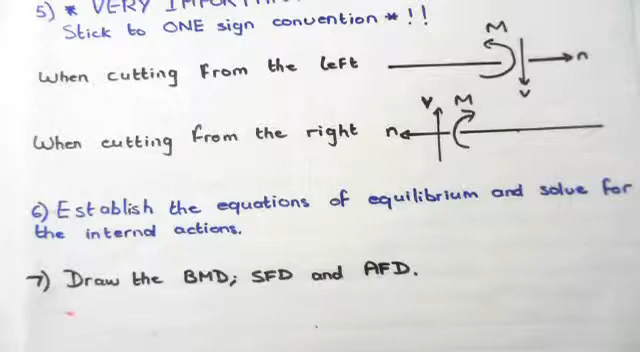 5) * VERY
Stick to ONE sign convention * !!
M
When cutting from the left
n
v
v M
When cutting from the right n
6) Establish the equations of equilibrium and solve for
the internal actions.
7) Draw the BMD; SFD and AFD.